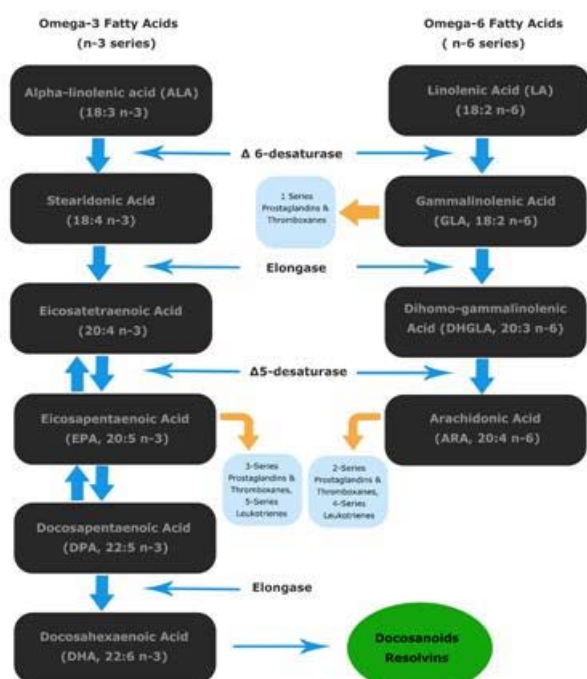 Omega-3 Fatty Acids
(n-3 series)
Omega-6 Fatty Acids
( n-6 series)
Alpha-linolenic acid (ALA)
(18:3 n-3)
Linolenic Acid (LA)
(18:2 n-6)
Δ 6-desaturase
Stearidonic Acid
(18:4 n-3)
1 Series
Prostaglandins &
Thromboxanes
Gammalinolenic Acid
(GLA, 18:2 n-6)
Elongase
Eicosatetraenoic Acid
(20:4 n-3)
Dihomo-gammalinolenic
Acid (DHGLA, 20:3 n-6)
Δ5-desaturase
Eicosapentaenoic Acid
(EPA, 20:5 n-3)
Arachidonic Acid
(ARA, 20:4 n-6)
3-Series
Prostaglandins &
Thromboxanes,
5-Series
Leukotrienes
2-Series
Prostaglandins
& Thromboxanes,
4-Series
Leukotrienes
Docosapentaenoic Acid
(DPA, 22:5 n-3)
Elongase
Docosahexaenoic Acid
(DHA, 22:6 n-3)
Docosanoids
Resolvins